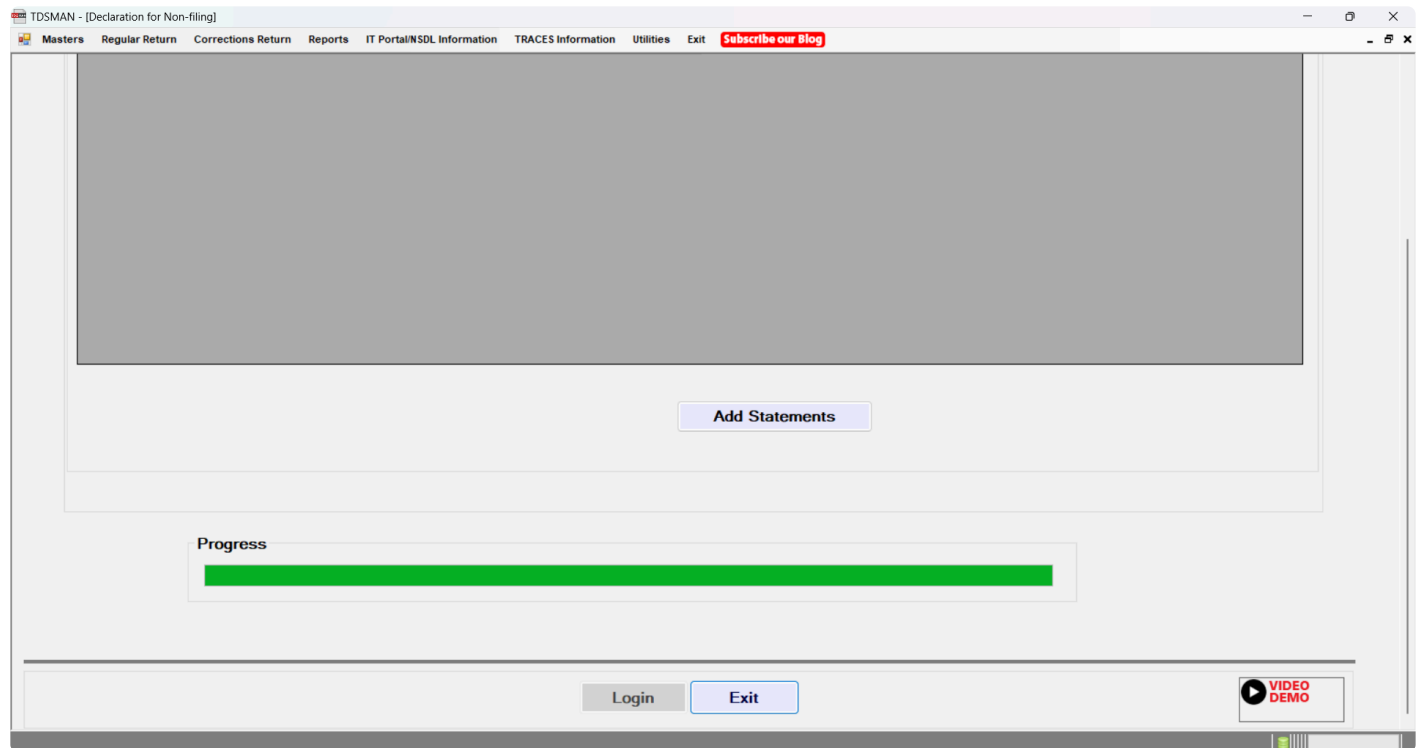 TDSMAN - [Declaration for Non-filing]
Masters Regular Return Corrections Return Reports IT Portal/NSDL Information TRACES Information Utilities Exit Subscribe our Blog
Add Statements
Progress
Login Exit
VIDEO
DEMO